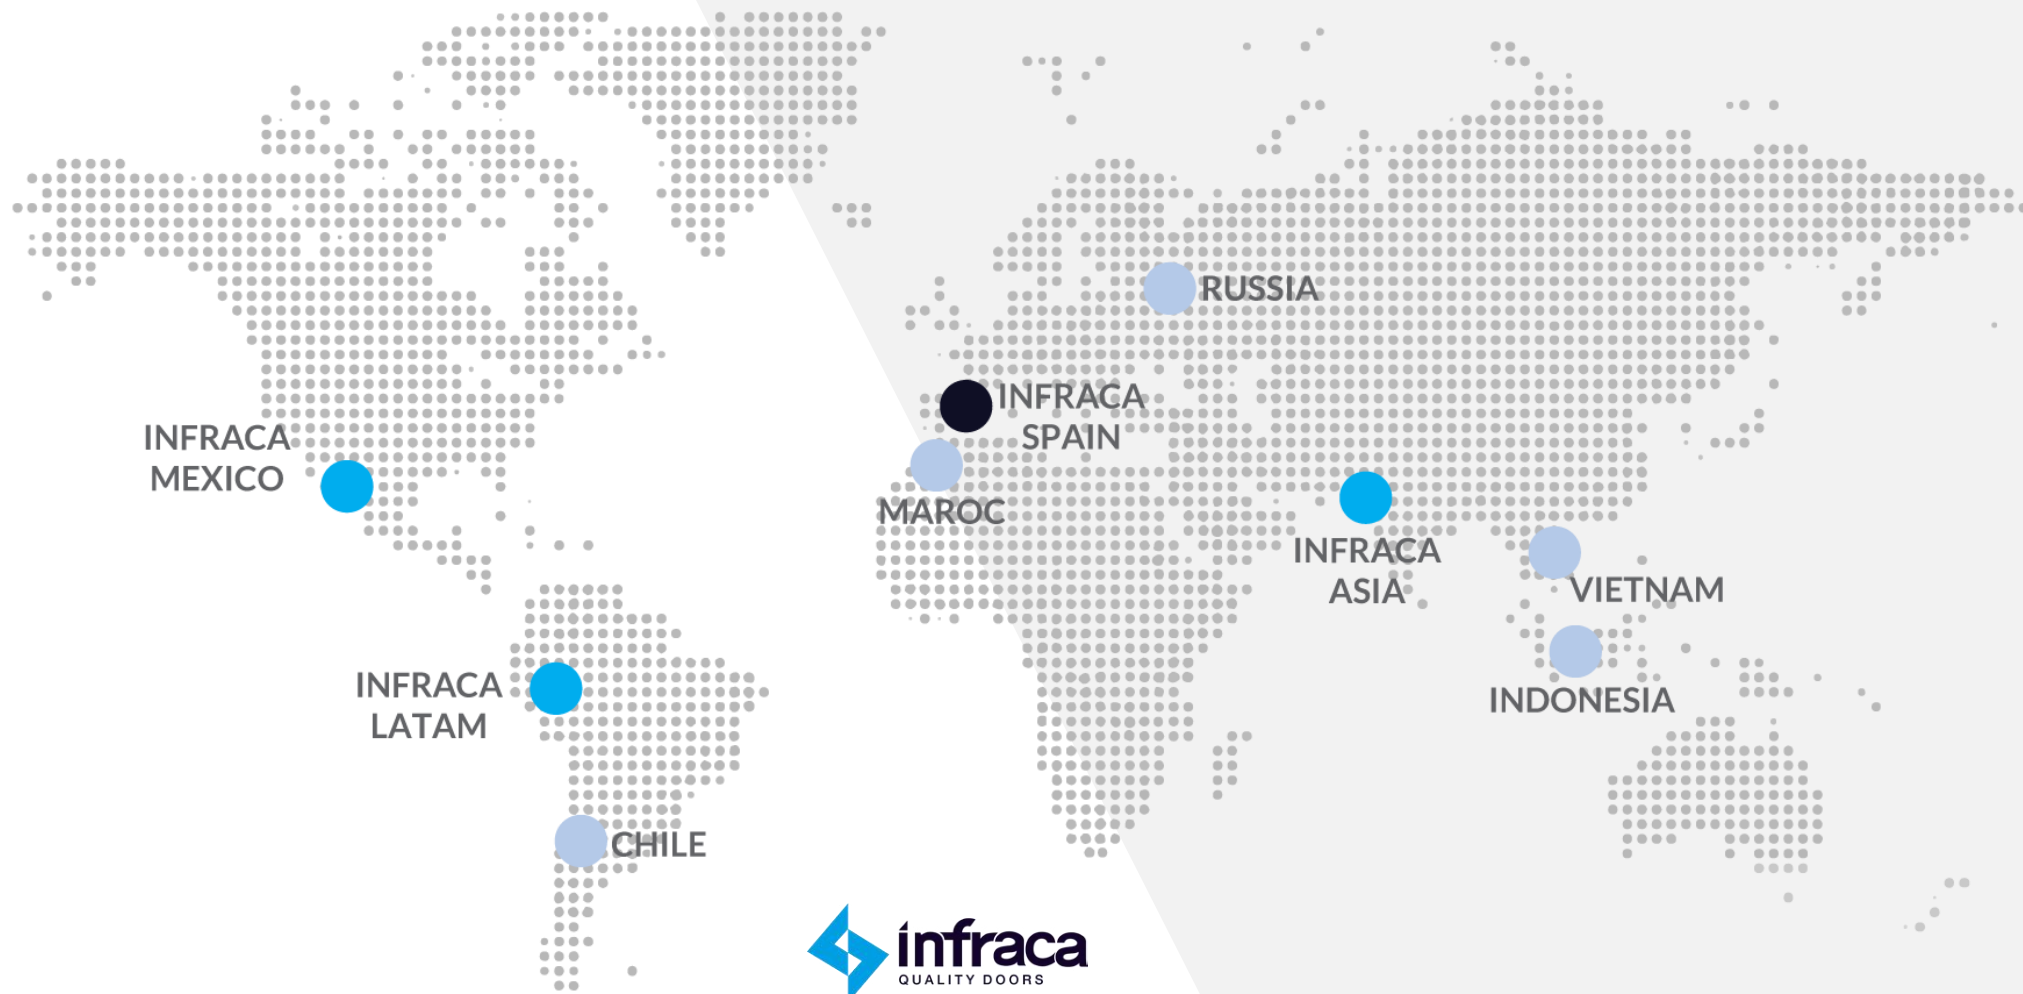 RUSSIA
INFRACA
SPAIN
INFRACA
MEXICO
MAROC
INFRACA
ASIA
VIETNAM
INFRACA
LATAM
INDONESIA
CHILE
infraca
QUALITY DOORS